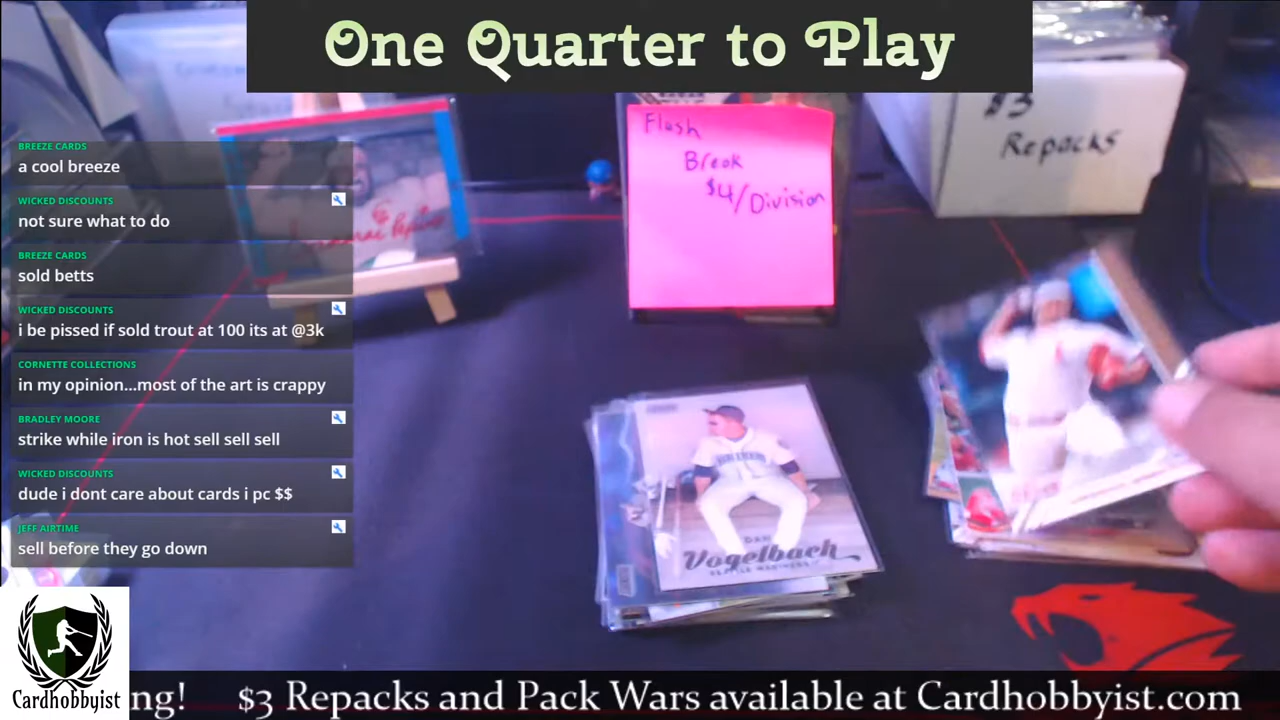 One Quarter to Play
BREEZE CARDS
a cool breeze
WICKED DISCOUNTS
not sure what to do
BREEZE CARDS
sold betts
WICKED DISCOUNTS
i be pissed if sold trout at 100 its at @3k
CORNETTE COLLECTIONS
in my opinion...most of the art is crappy
BRADLEY MOORE
strike while iron is hot sell sell sell
WICKED DISCOUNTS
dude i dont care about cards i pc $$
JEFF AIRTIME
sell before they go down
Flash
Break
$4/Division
$3
Repacks
DAN
Vogelbach
SEATTLE MARINERS
Cardhobbyist
ng! $3 Repacks and Pack Wars available at Cardhobbyist.com